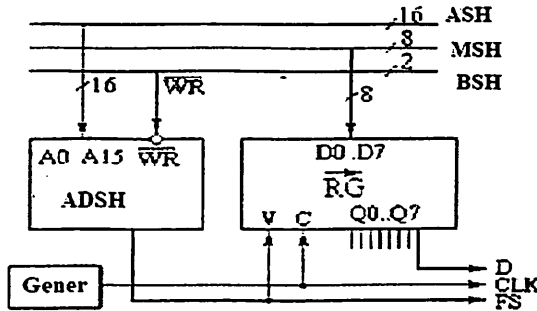 16 ASH
8 MSH
2 BSH
16
WR
8
A0 A15 WR
ADSH
D0..D7
RG
Q0..Q7
V C
Gener
D
CLK
FS